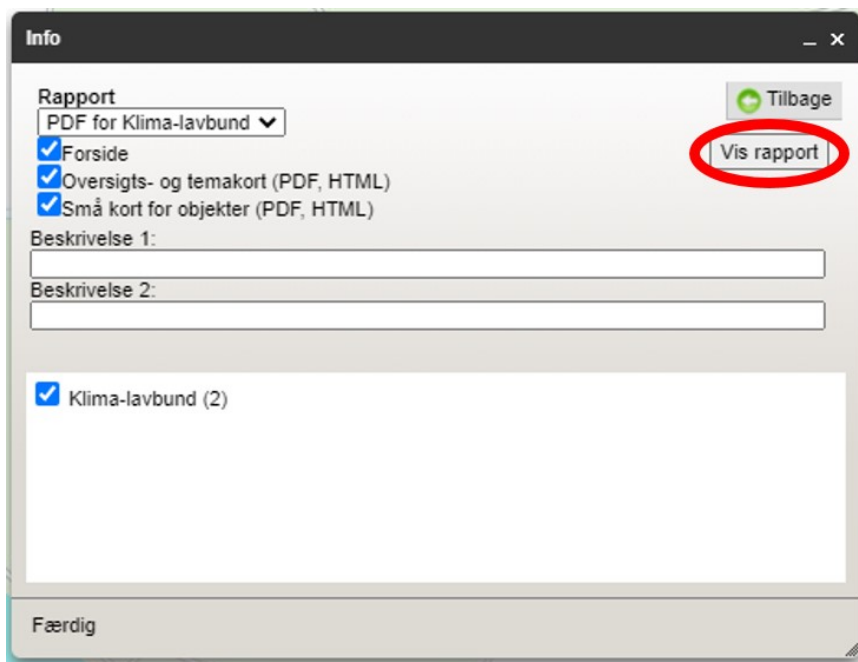 Info
Rapport
Tilbage
PDF for Klima-lavbund
Vis rapport
Forside
Oversigts- og temakort (PDF, HTML)
Små kort for objekter (PDF, HTML)
Beskrivelse 1:
Beskrivelse 2:
Klima-lavbund (2)
Færdig